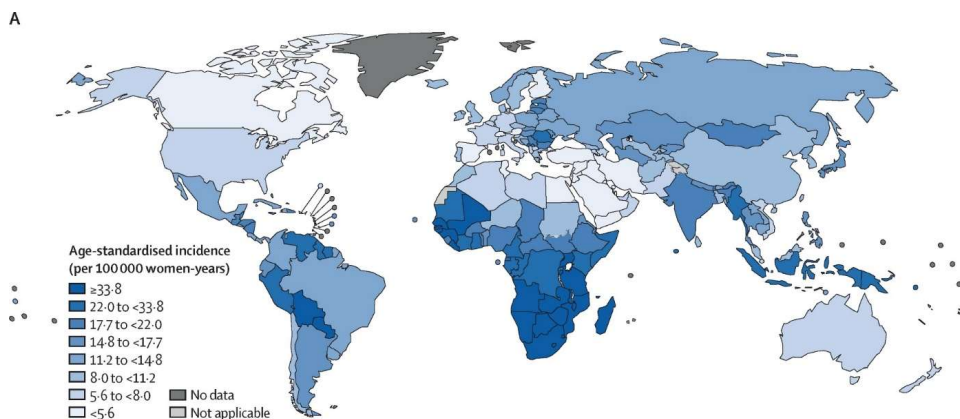 A
Age-standardised incidence
(per 100 000 women-years)
≥33·8
22·0 to <33·8
17·7 to <22·0
14·8 to <17·7
11·2 to <14·8
8·0 to <11·2
5·6 to <8·0
<5·6
No data
Not applicable